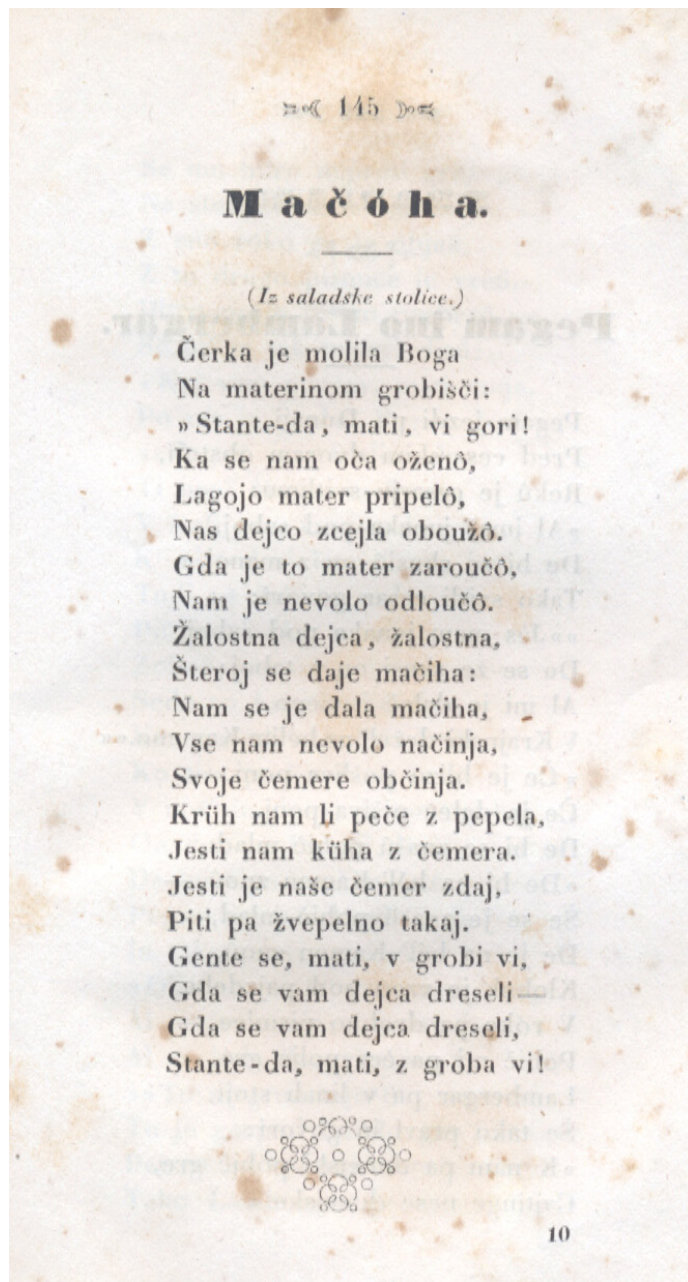 145
Mačóha.
(Iz saladske stolice.)
Čerka je molila Boga
Na materinom grobišči:
» Stante-da, mati, vi gori!
Ka se nam oča oženô,
Lagojo mater pripelô,
Nas dejco zcejla oboužô.
Gda je to mater zaroučô,
Nam je nevolo odloučô.
Žalostna dejca, žalostna,
Šteroj se daje mačiha:
Nam se je dala mačiha,
Vse nam nevolo načinja,
Svoje čemere občinja.
Krüh nam li peče z pepela,
Jesti nam küha z čemera.
Jesti je naše čemer zdaj,
Piti pa žvepelno takaj.
Gente se, mati, v grobi vi,
Gda se vam dejca dreseli—
Gda se vam dejca dreseli,
Stante-da, mati, z groba vi!
10